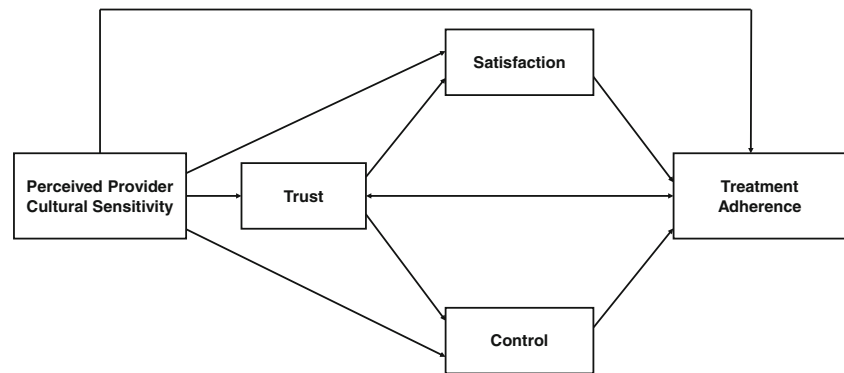 Satisfaction
Perceived Provider
Cultural Sensitivity
Trust
Treatment
Adherence
Control